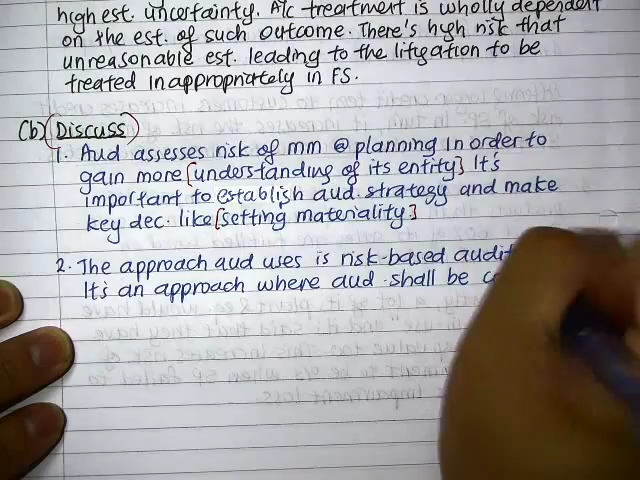 high est. uncertainty. A/c treatment is wholly dependent
on the est. of such outcome. There's high risk that
unreasonable est. leading to the litigation to be
treated inappropriately in FS.
(b) Discuss
1. Aud assesses risk of mm @ planning in order to
gain more [understanding of its entity] It's
important to establish aud. strategy and make
key dec. like [setting materiality]
2. The approach aud uses is risk-based audit
It's an approach where aud. shall be